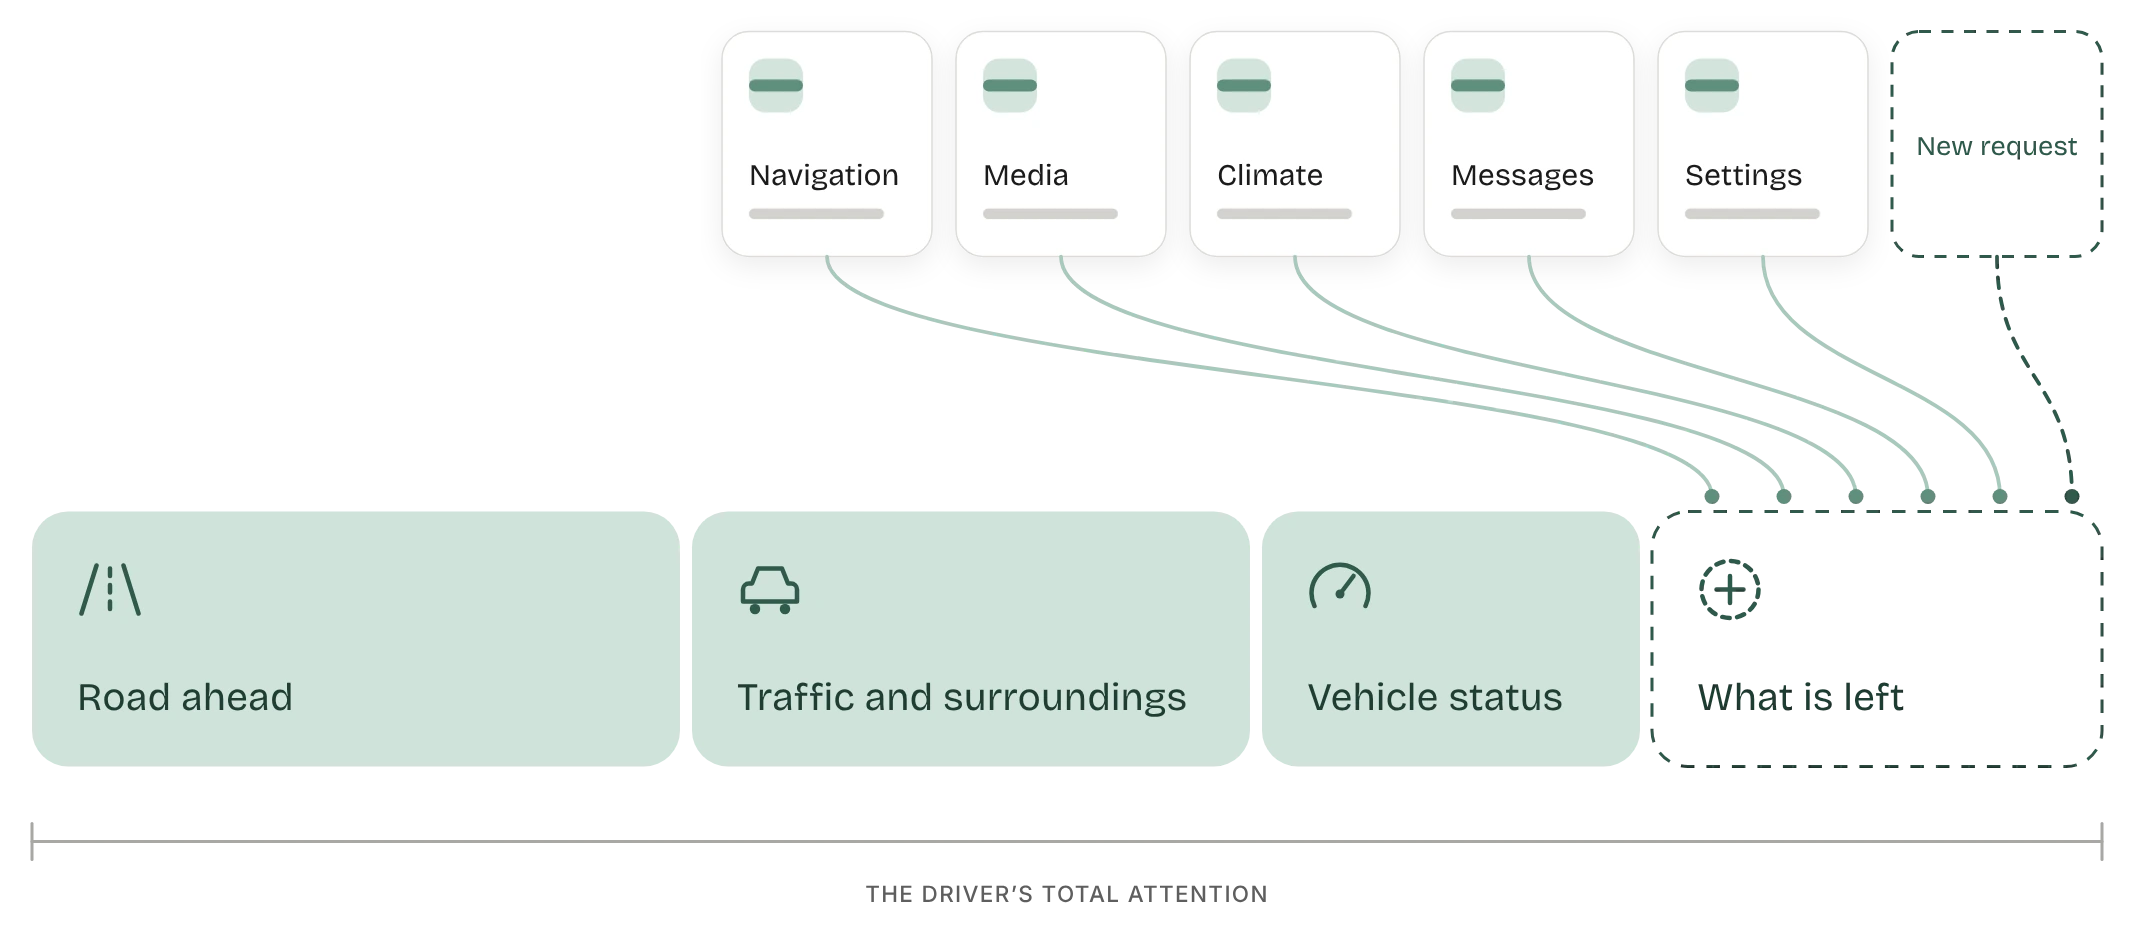 Navigation
Media
Climate
Messages
Settings
New request
Road ahead
Traffic and surroundings
Vehicle status
What is left
THE DRIVER’S TOTAL ATTENTION